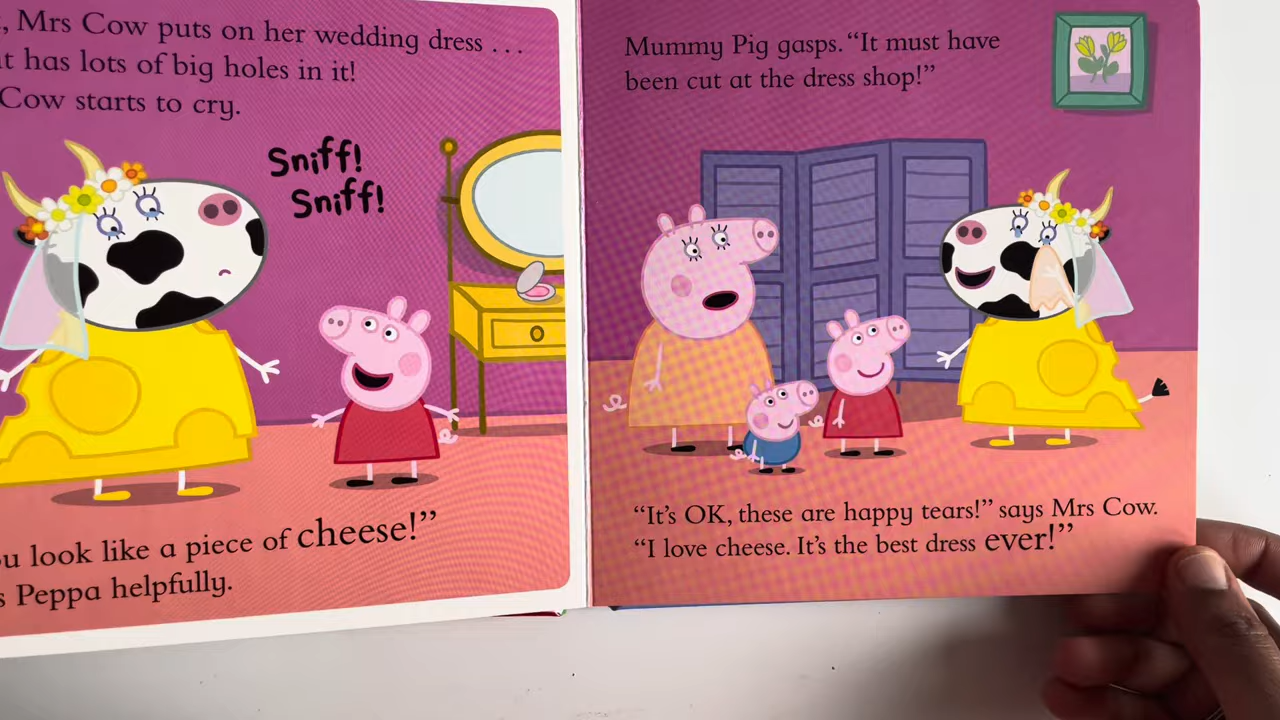 Mrs Cow puts on her wedding dress . . .
has lots of big holes in it!
Cow starts to cry.
Sniff!
Sniff!
look like a piece of cheese!”
Peppa helpfully.
Mummy Pig gasps. “It must have
been cut at the dress shop!”
“It’s OK, these are happy tears!” says Mrs Cow.
“I love cheese. It’s the best dress ever!”